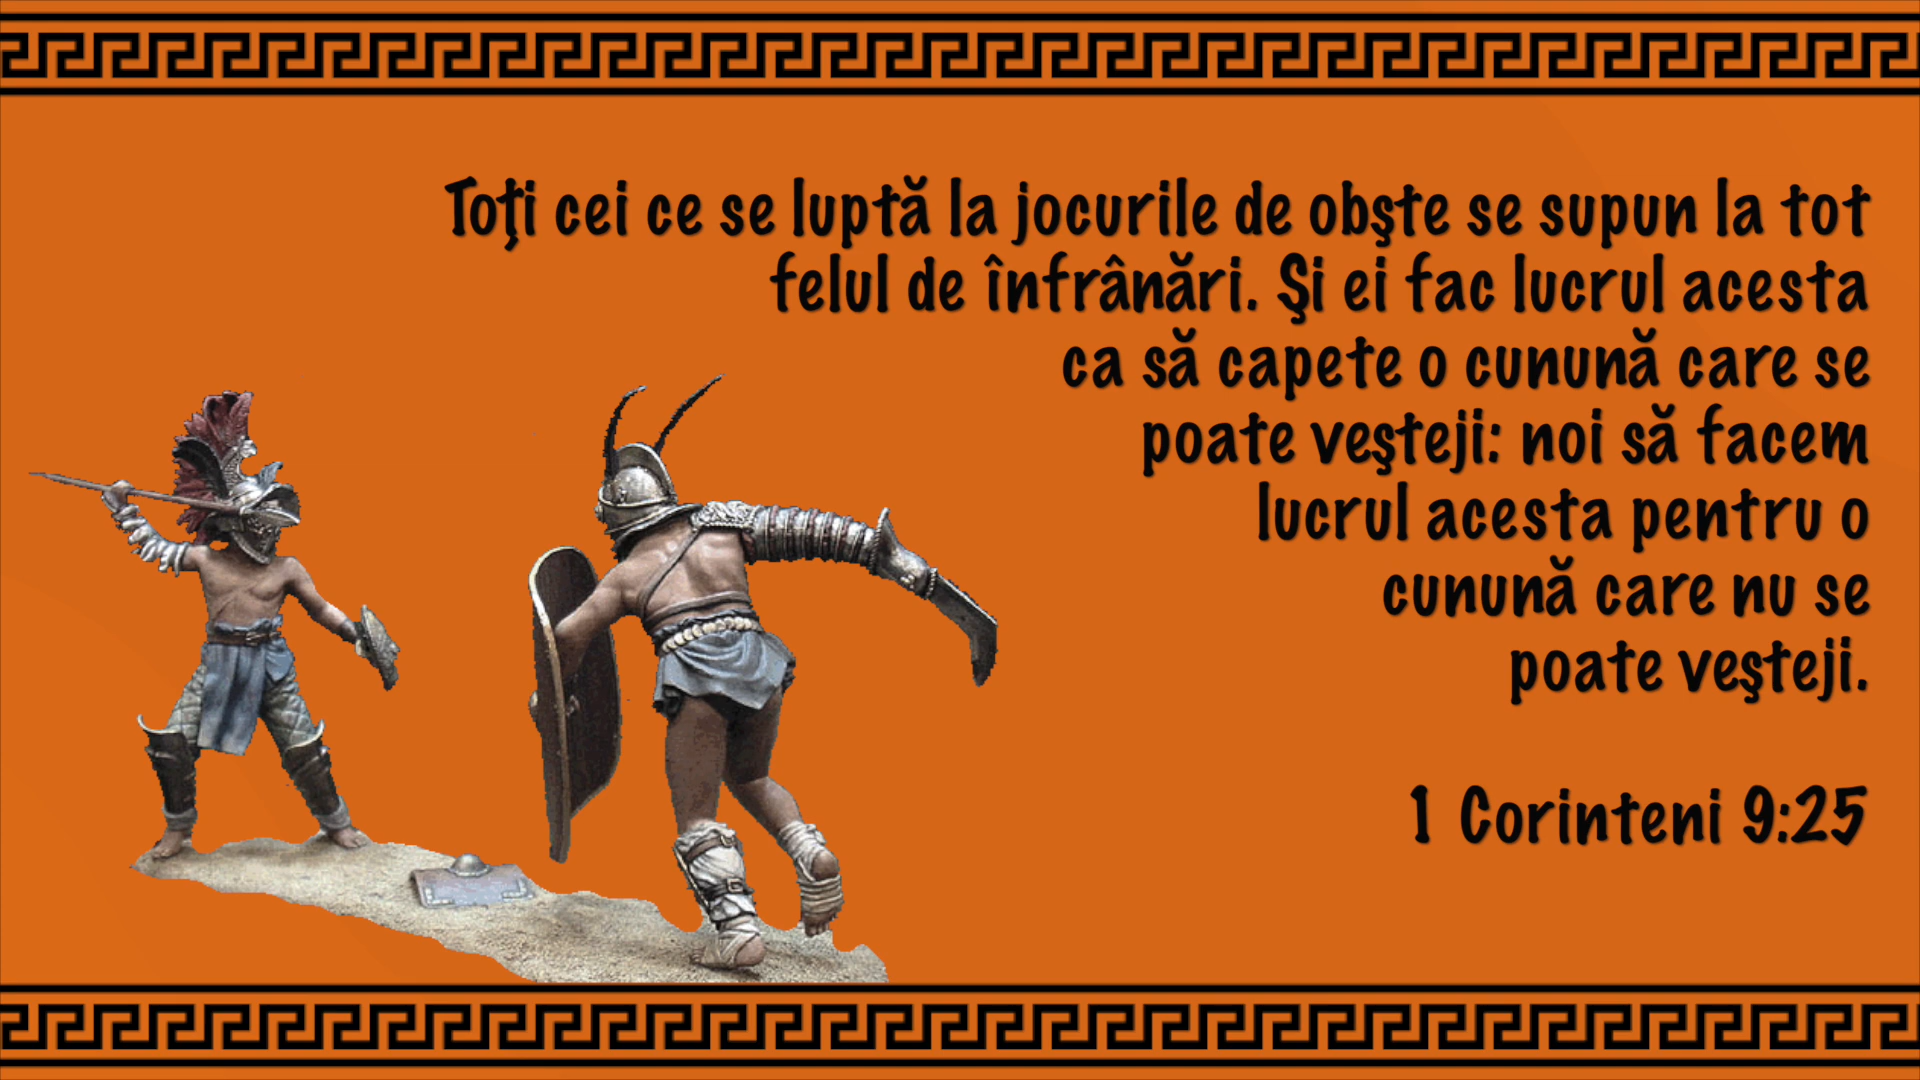 Toţi cei ce se luptă la jocurile de obşte se supun la tot
felul de înfrânări. Şi ei fac lucrul acesta
ca să capete o cunună care se
poate veşteji: noi să facem
lucrul acesta pentru o
cunună care nu se
poate veşteji.
1 Corinteni 9:25